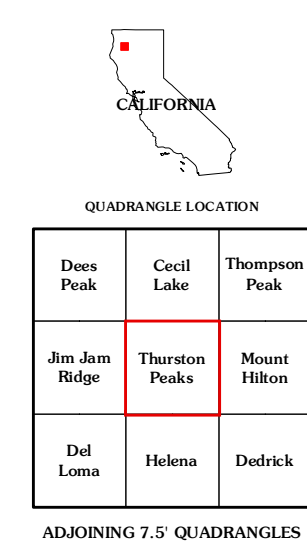 CALIFORNIA
QUADRANGLE LOCATION
Dees
Peak
Cecil
Lake
Thompson
Peak
Jim Jam
Ridge
Thurston
Peaks
Mount
Hilton
Del
Loma
Helena
Dedrick
ADJOINING 7.5' QUADRANGLES